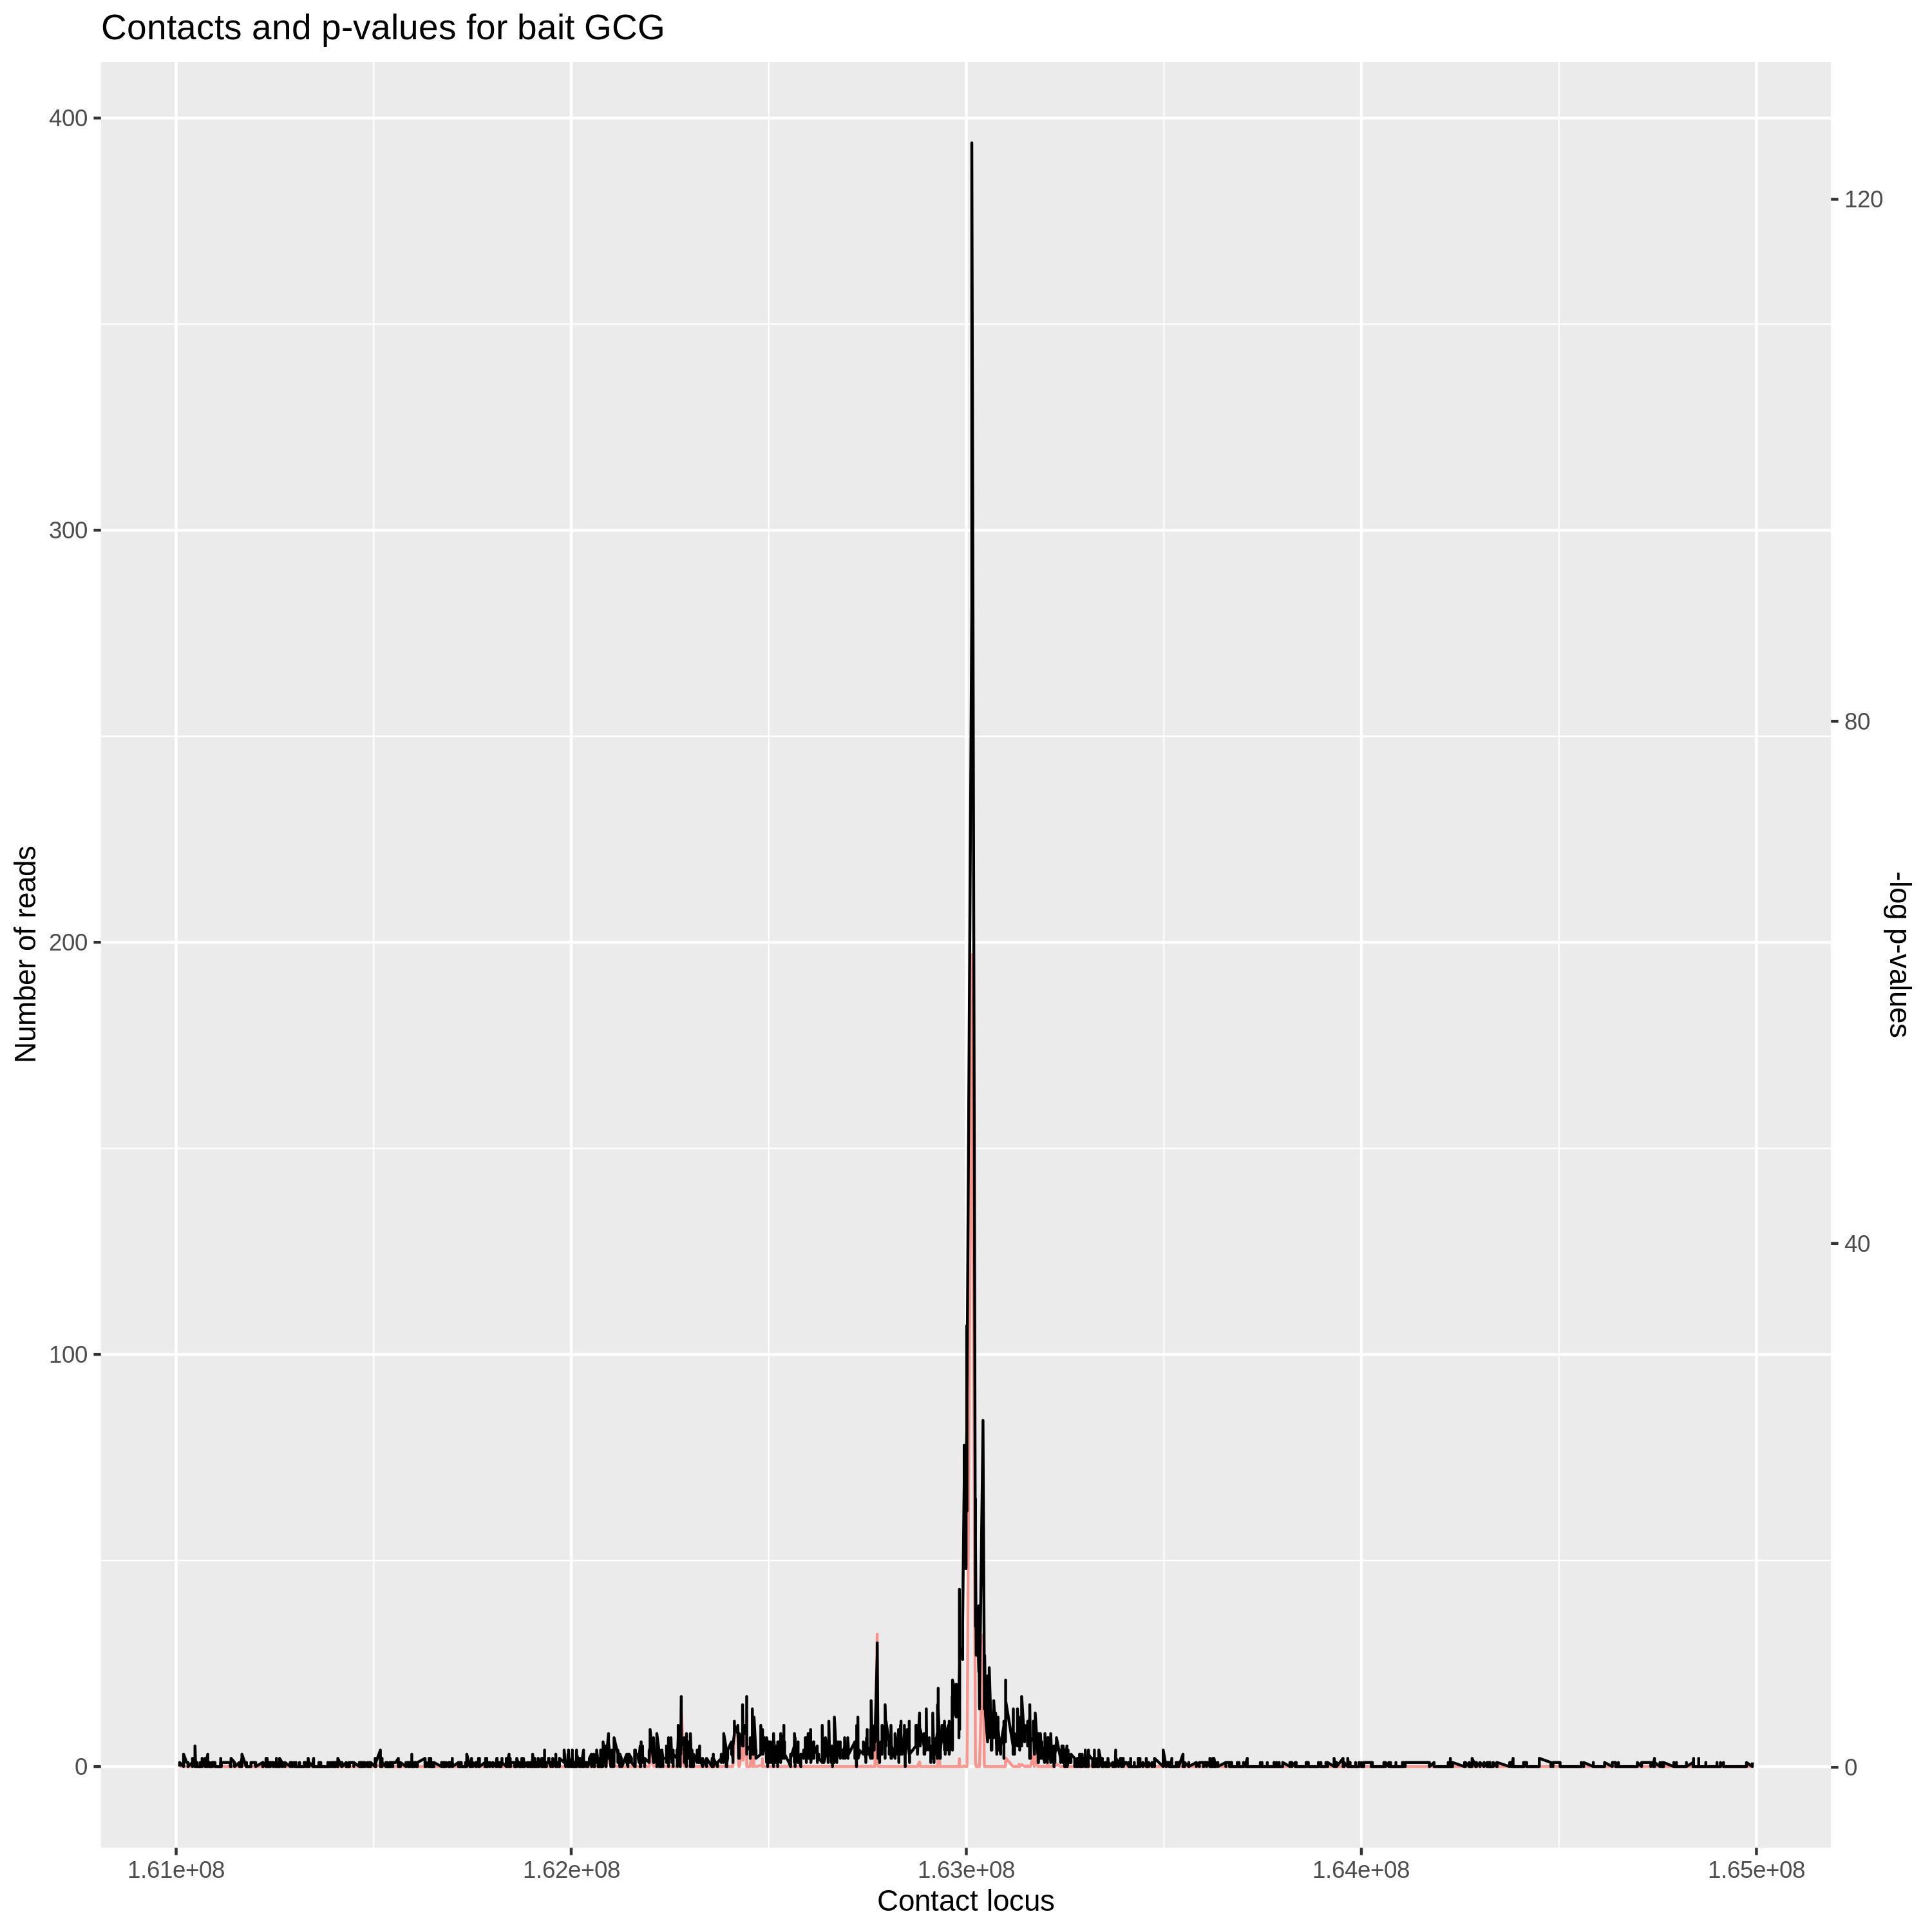 Contacts and p-values for bait GCG
400
300
200
100
0
Number of reads
120
80
40
0
-log p-values
1.61e+08
1.62e+08
1.63e+08
1.64e+08
1.65e+08
Contact locus